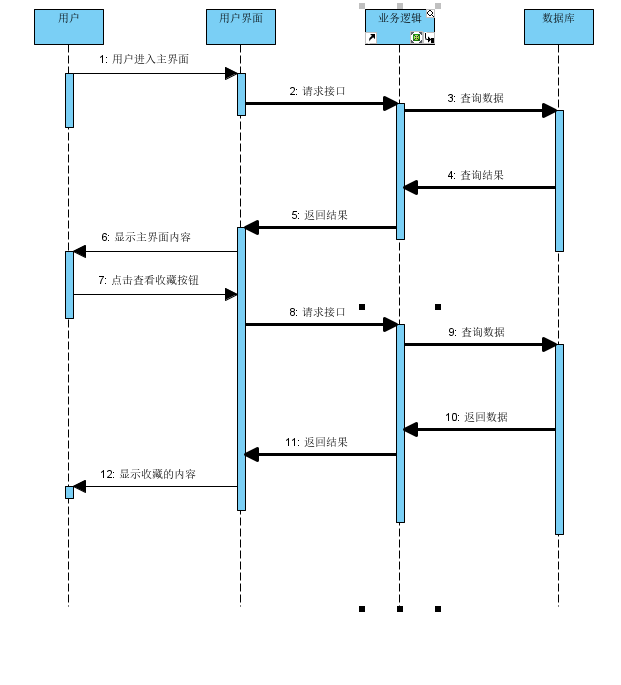 用户
用户界面
业务逻辑
数据库
1: 用户进入主界面
2: 请求接口
3: 查询数据
4: 查询结果
5: 返回结果
6: 显示主界面内容
7: 点击查看收藏按钮
8: 请求接口
9: 查询数据
10: 返回数据
11: 返回结果
12: 显示收藏的内容